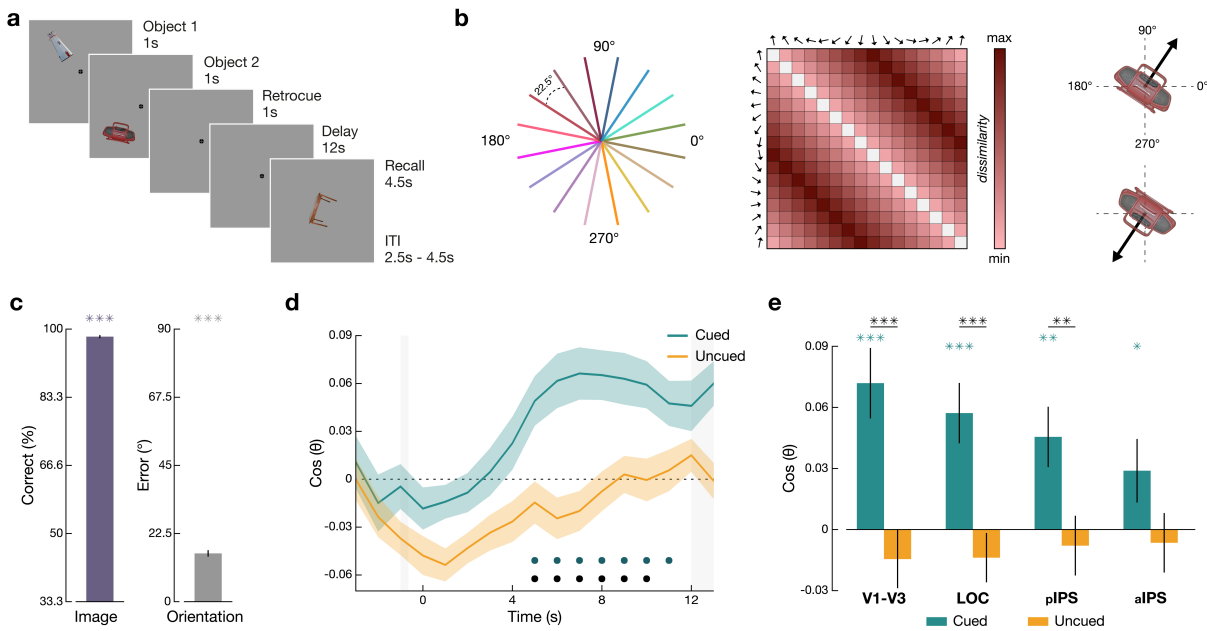 a
Object 1
1s
Object 2
1s
Retrocue
1s
Delay
12s
Recall
4.5s
ITI
2.5s - 4.5s
b
90°
22.5°
180°
0°
270°
max
dissimilarity
min
90°
180°
0°
270°
c
✳✳✳
✳✳✳
100
83.3
66.6
50
33.3
Correct (%)
Image
90
67.5
45
22.5
0
Error (°)
Orientation
d
0.09
0.06
0.03
0
-0.03
-0.06
Cos (θ)
Cued
Uncued
0
4
8
12
Time (s)
e
✳✳✳
✳✳✳
✳✳
✳✳✳
✳✳✳
✳✳
✳
0.09
0.06
0.03
0
-0.03
Cos (θ)
V1-V3
LOC
pIPS
aIPS
Cued
Uncued